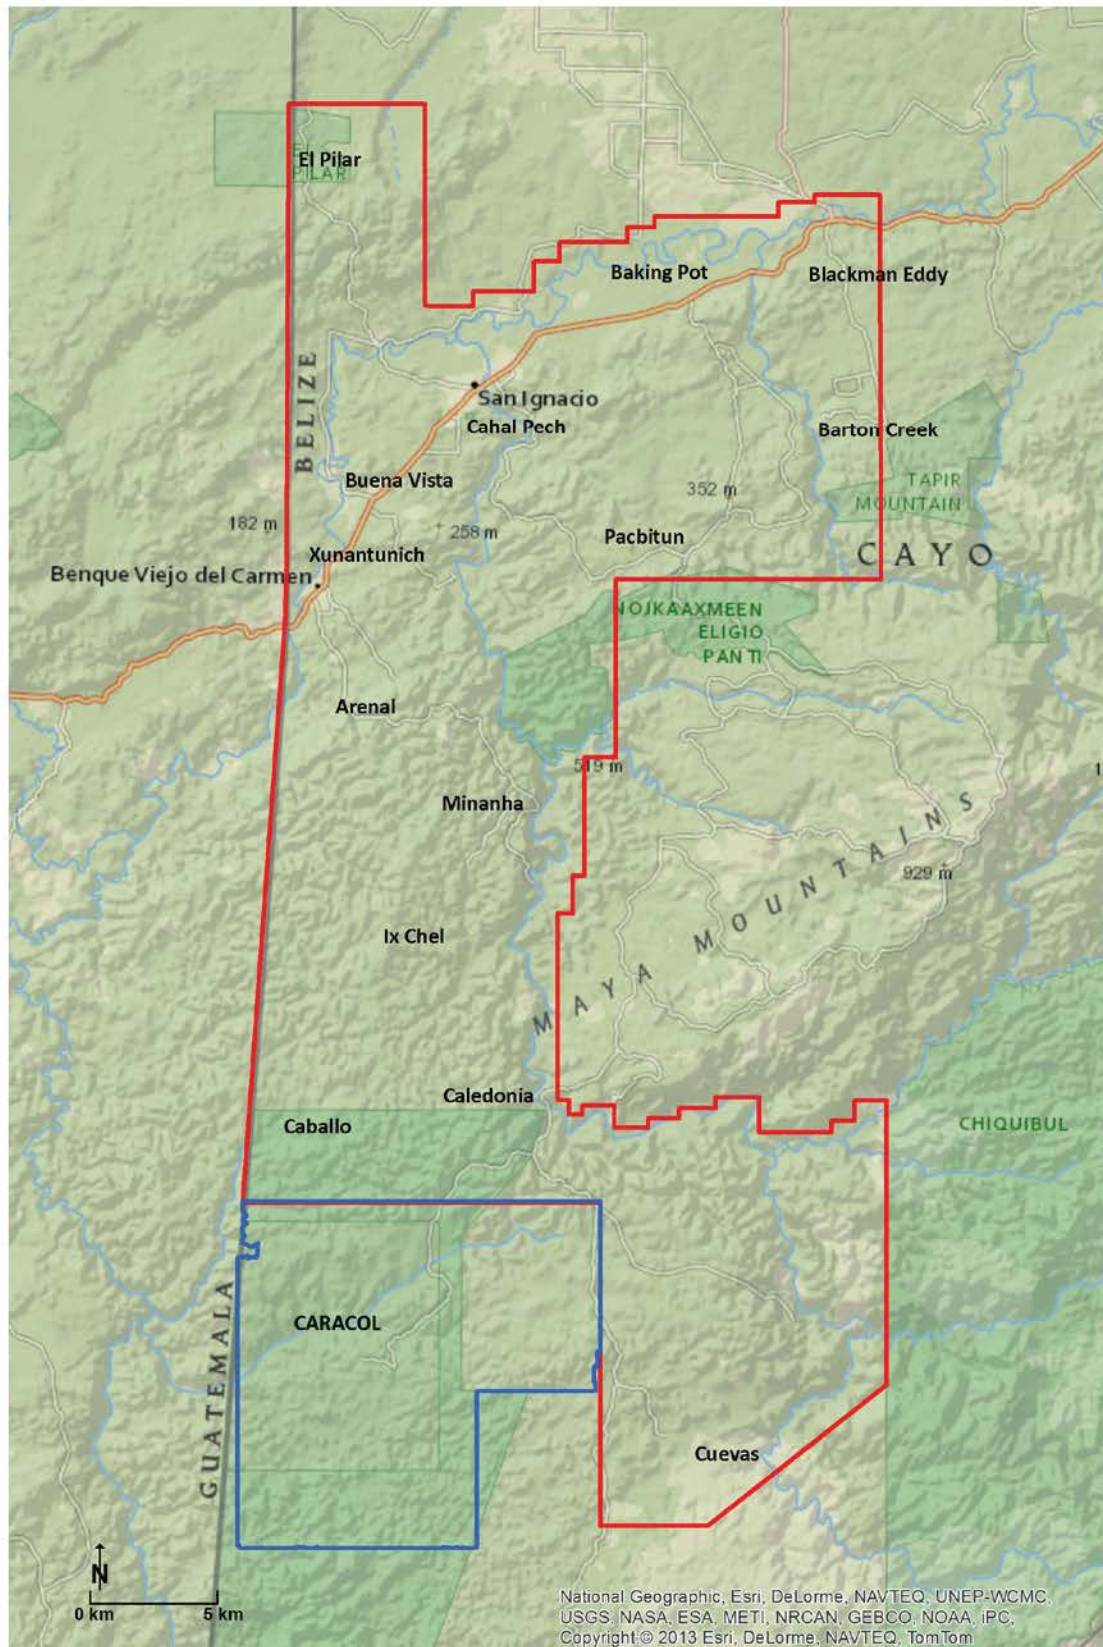 El Pilar
EL
PILAR
Baking Pot
Blackman Eddy
BELIZE
San Ignacio
Cahal Pech
Barton Creek
Buena Vista
352 m
TAPIR
MOUNTAIN
182 m
258 m
Pacbitun
Xunantunich
CAYO
Benque Viejo del Carmen
NOJKAAXMEEN
ELIGIO
PANTI
Arenal
519 m
1
Minanha
MAYA MOUNTAINS
929 m
Ix Chel
Caledonia
Caballo
CHIQUIBUL
CARACOL
GUATEMALA
Cuevas
N
0 km 5 km
National Geographic, Esri, DeLorme, NAVTEQ, UNEP-WCMC,
USGS, NASA, ESA, METI, NRCAN, GEBCO, NOAA, iPC,
Copyright:© 2013 Esri, DeLorme, NAVTEQ, TomTom